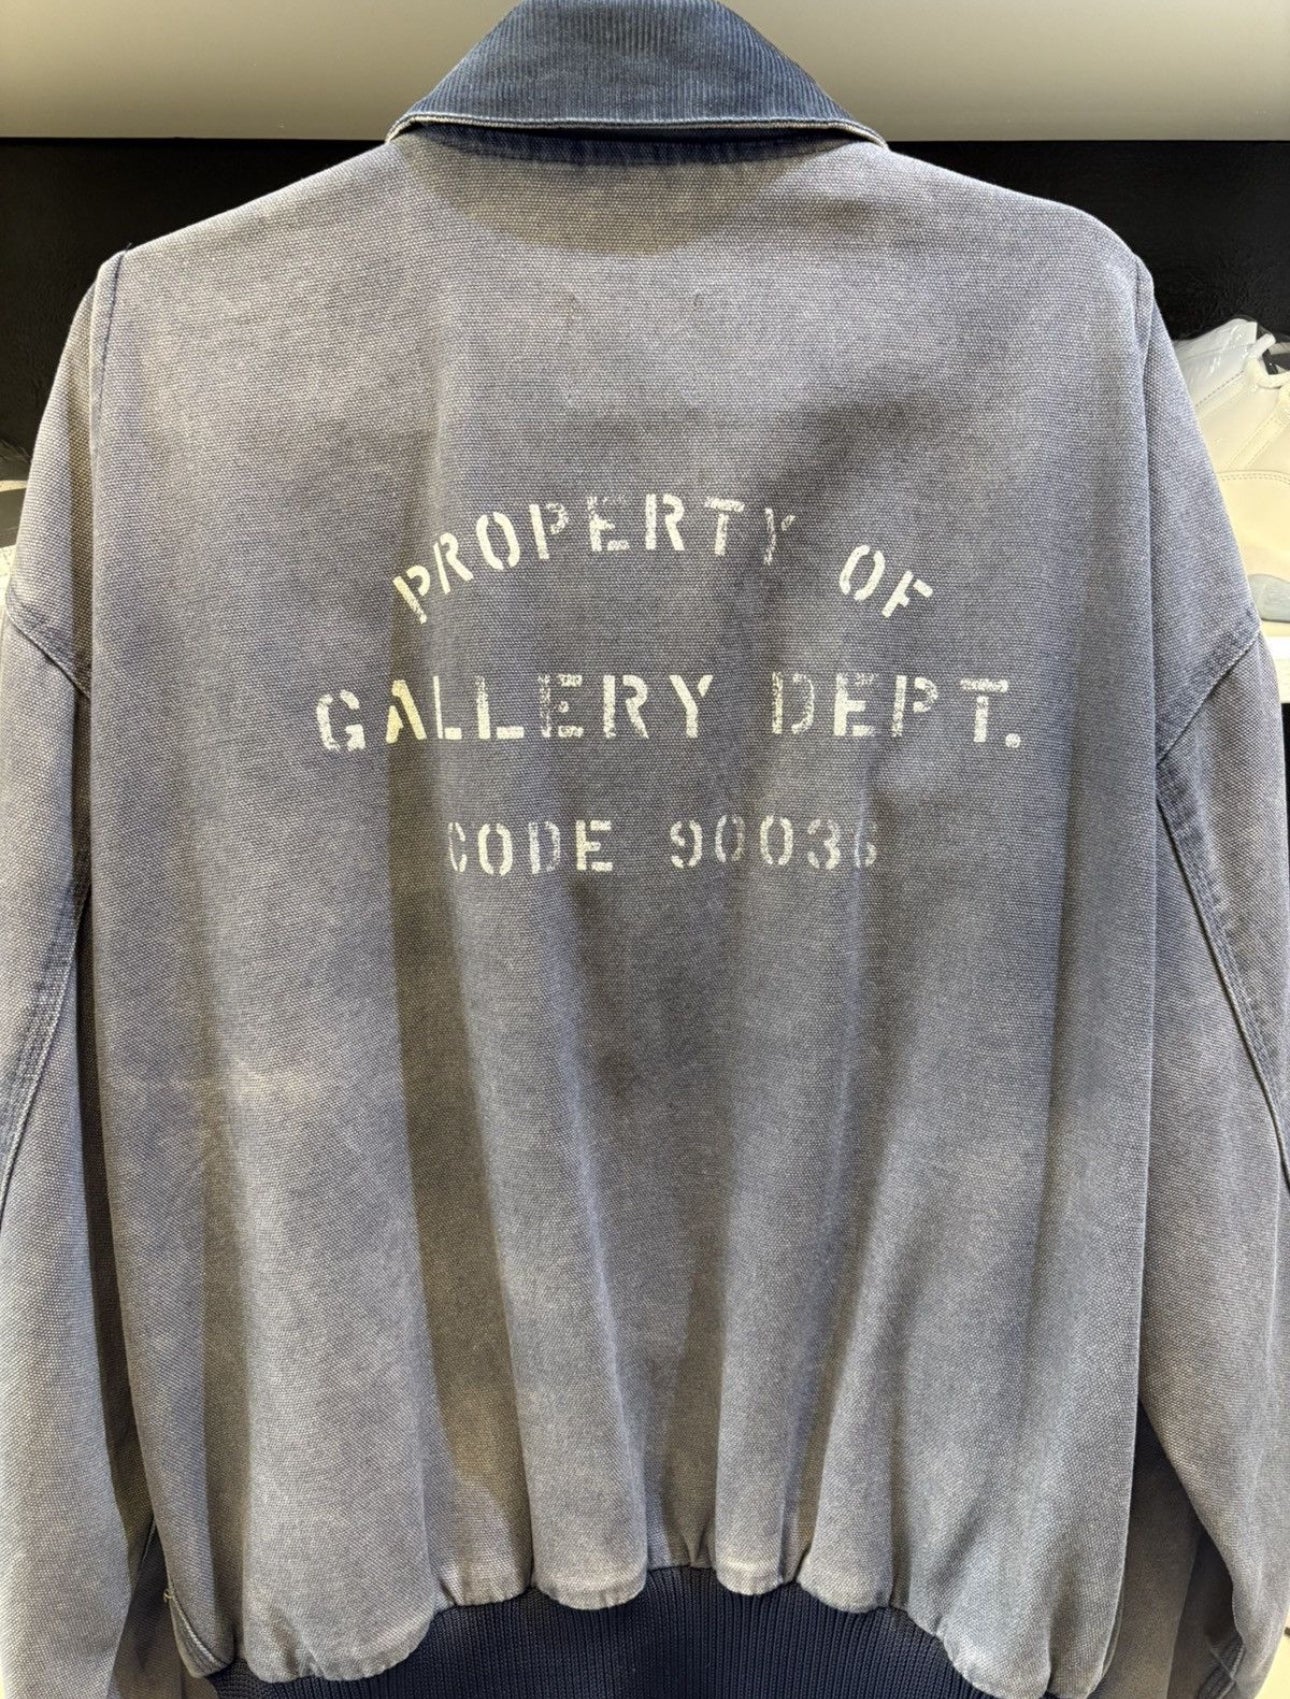 PROPERTY OF
GALLERY DEPT.
CODE 90036